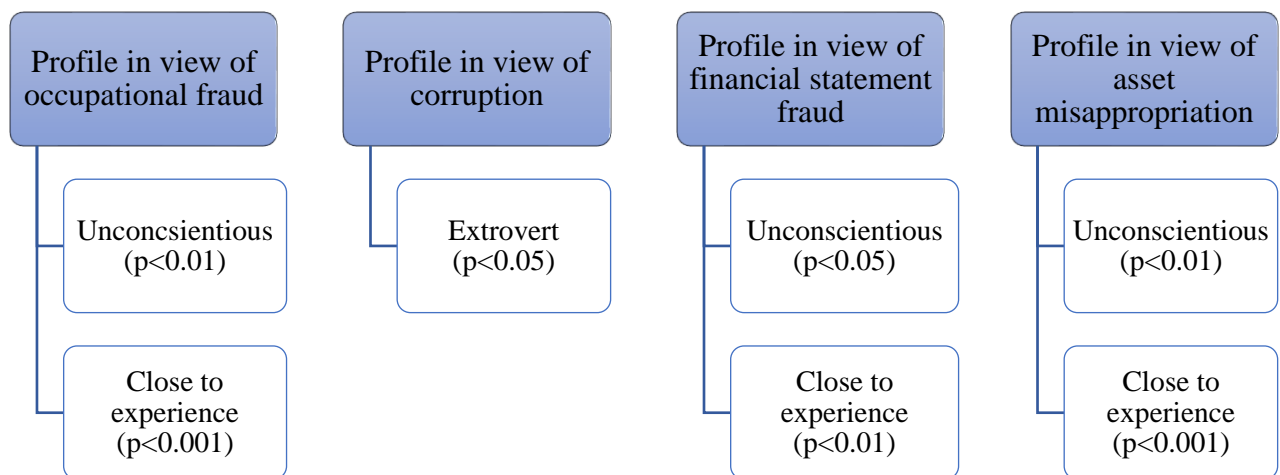 Profile in view of
occupational fraud
Unconcsientious
(p<0.01)
Close to
experience
(p<0.001)
Profile in view of
corruption
Extrovert
(p<0.05)
Profile in view of
financial statement
fraud
Unconscientious
(p<0.05)
Close to
experience
(p<0.01)
Profile in view of
asset
misappropriation
Unconscientious
(p<0.01)
Close to
experience
(p<0.001)